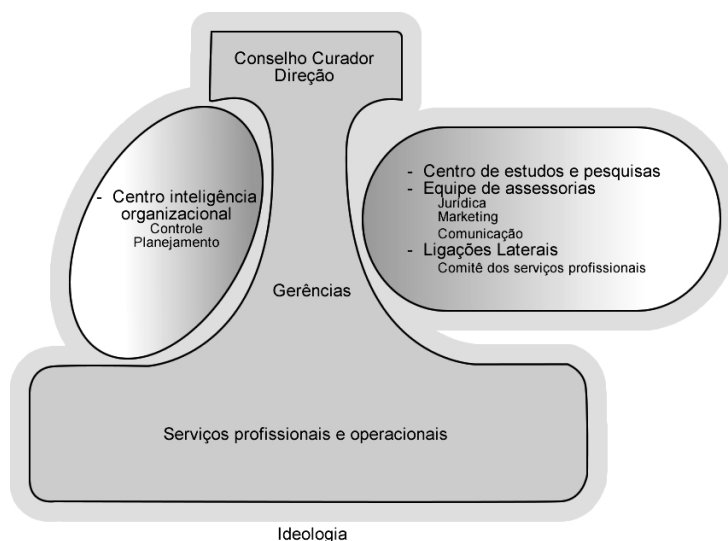 Conselho Curador
Direção
- Centro inteligência
organizacional
Controle
Planejamento
- Centro de estudos e pesquisas
- Equipe de assessorias
Jurídica
Marketing
Comunicação
- Ligações Laterais
Comitê dos serviços profissionais
Gerências
Serviços profissionais e operacionais
Ideologia